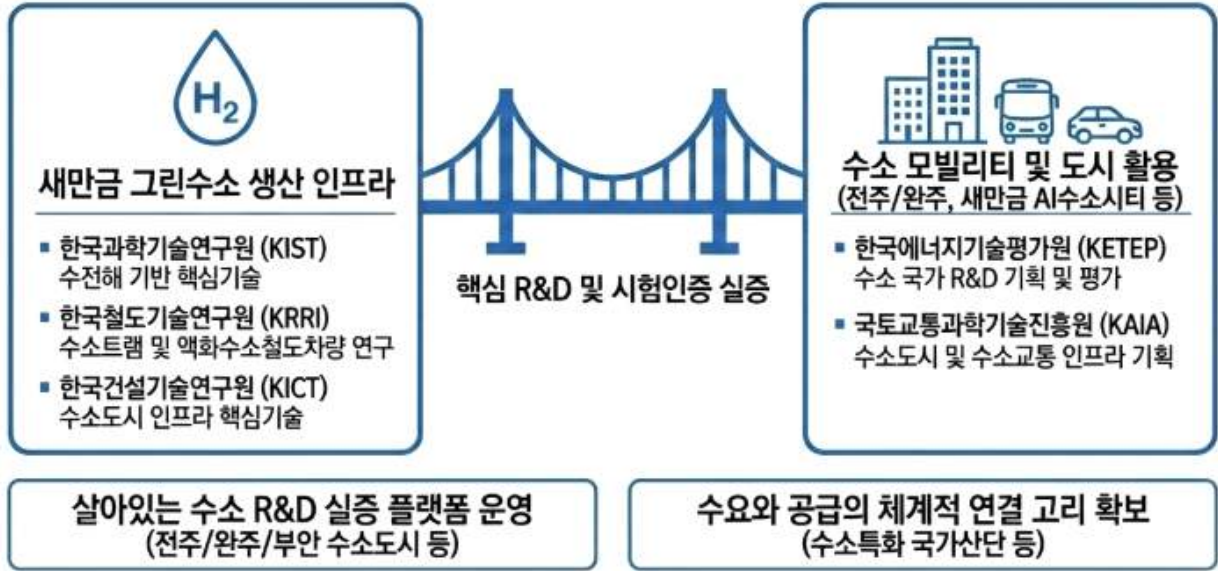 H₂
새만금 그린수소 생산 인프라
▪ 한국과학기술연구원 (KIST)
수전해 기반 핵심기술
▪ 한국철도기술연구원 (KRRI)
수소트램 및 액화수소철도차량 연구
▪ 한국건설기술연구원 (KICT)
수소도시 인프라 핵심기술
핵심 R&D 및 시험인증 실증
수소 모빌리티 및 도시 활용
(전주/완주, 새만금 AI수소시티 등)
▪ 한국에너지기술평가원 (KETEP)
수소 국가 R&D 기획 및 평가
▪ 국토교통과학기술진흥원 (KAIA)
수소도시 및 수소교통 인프라 기획
살아있는 수소 R&D 실증 플랫폼 운영
(전주/완주/부안 수소도시 등)
수요와 공급의 체계적 연결 고리 확보
(수소특화 국가산단 등)